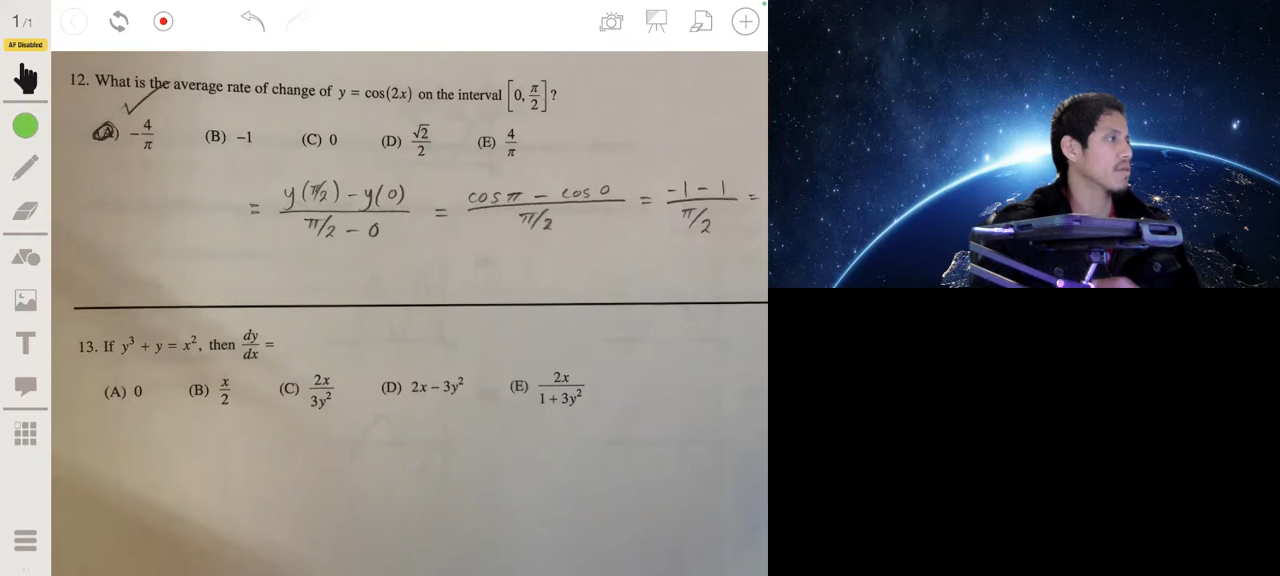 1/1
AF Disabled
12. What is the average rate of change of y = cos(2x) on the interval [0, π/2]?
(A) -4/π (B) -1 (C) 0 (D) √2/2 (E) 4/π
= (y(π/2) - y(0))/(π/2 - 0) = (cos π - cos 0)/(π/2) = (-1 - 1)/(π/2) =
13. If y³ + y = x², then dy/dx =
(A) 0 (B) x/2 (C) 2x/3y² (D) 2x - 3y² (E) 2x/(1 + 3y²)
T